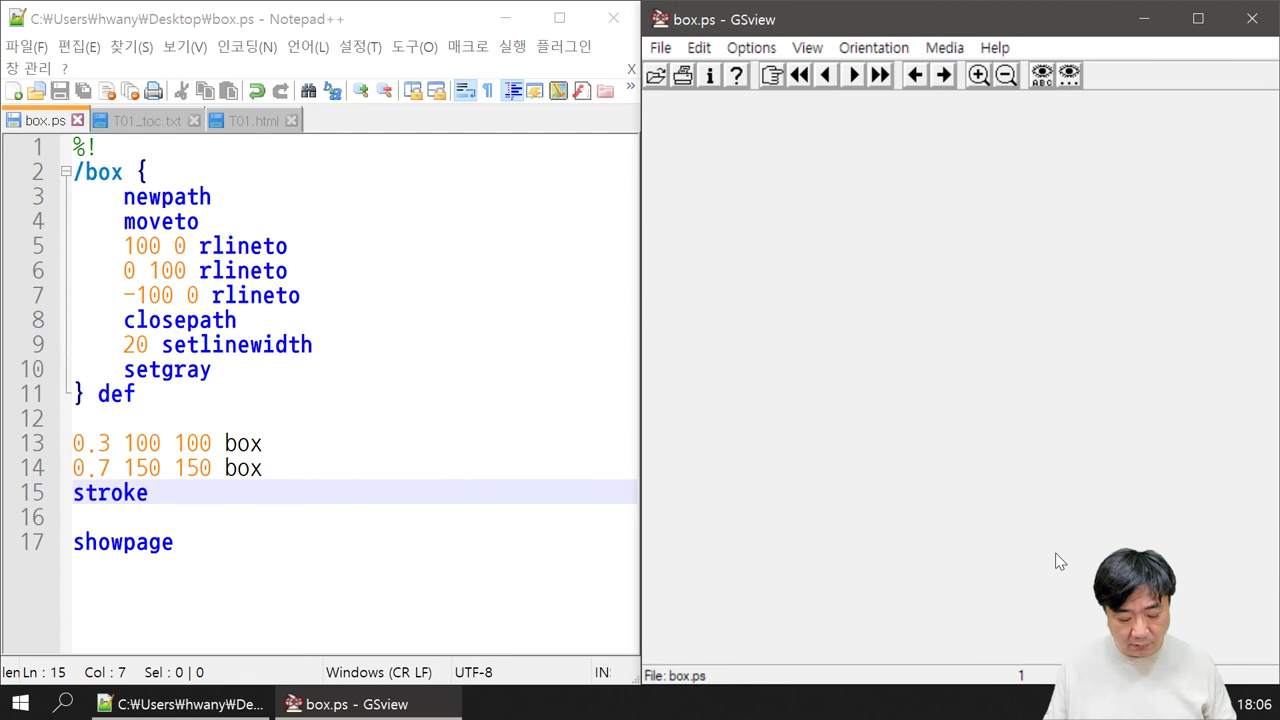 C:₩Users₩hwany₩Desktop₩box.ps - Notepad++
파일(F) 편집(E) 찾기(S) 보기(V) 인코딩(N) 언어(L) 설정(T) 도구(O) 매크로 실행 플러그인
창 관리 ? X
box.ps T01_toc.txt T01.html
1 %!
2 /box {
3 newpath
4 moveto
5 100 0 rlineto
6 0 100 rlineto
7 -100 0 rlineto
8 closepath
9 20 setlinewidth
10 setgray
11 } def
12
13 0.3 100 100 box
14 0.7 150 150 box
15 stroke
16
17 showpage
len Ln : 15 Col : 7 Sel : 0 | 0 Windows (CR LF) UTF-8 IN:
box.ps - GSview
File Edit Options View Orientation Media Help
ABC
File: box.ps 1
C:₩Users₩hwany₩De... box.ps - GSview 18:06